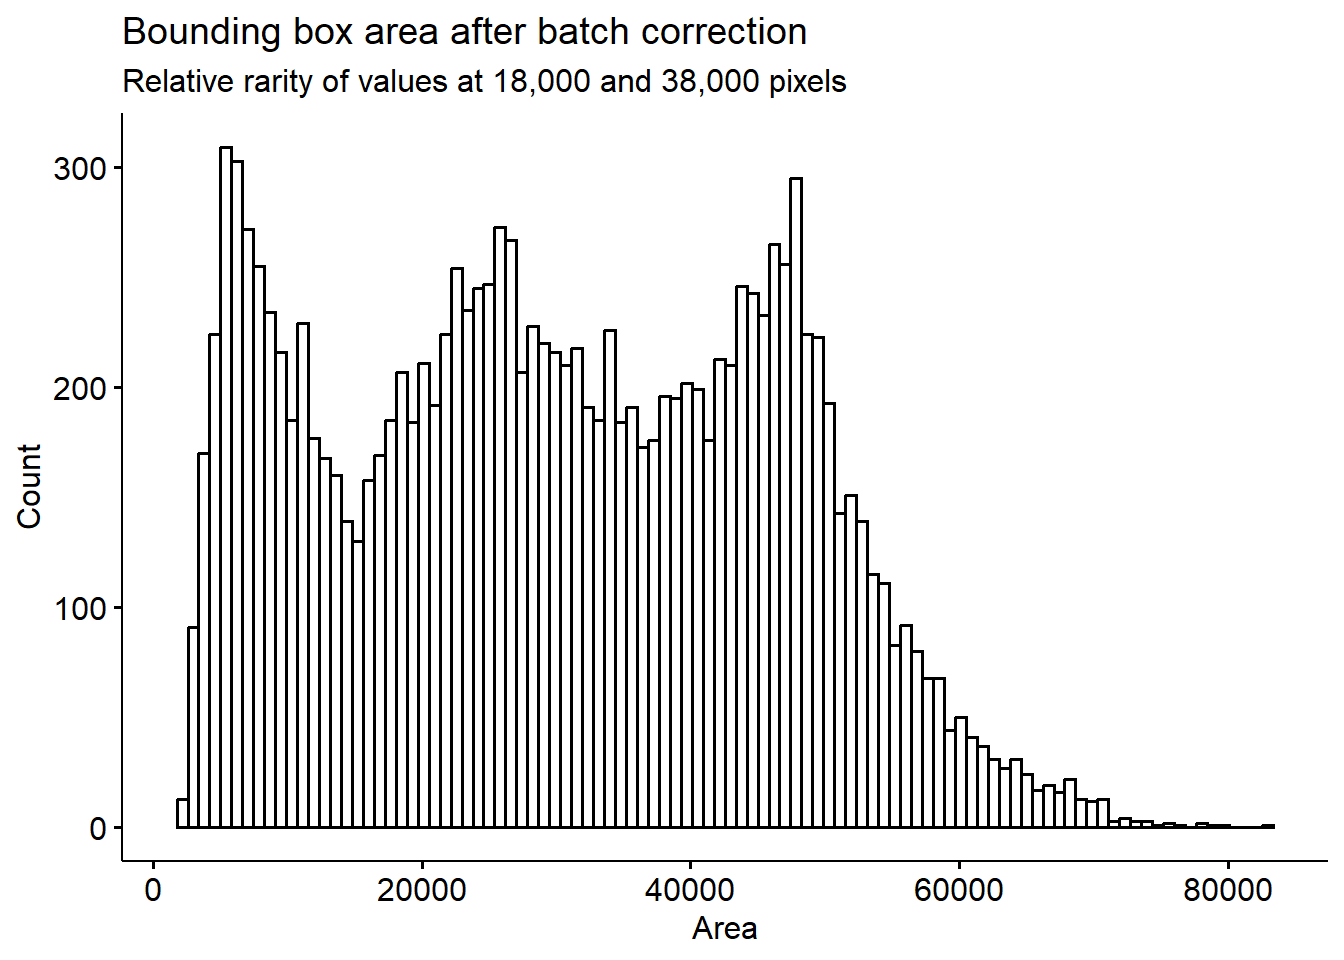 Bounding box area after batch correction
Relative rarity of values at 18,000 and 38,000 pixels
300
200
100
0
Count
0 20000 40000 60000 80000
Area